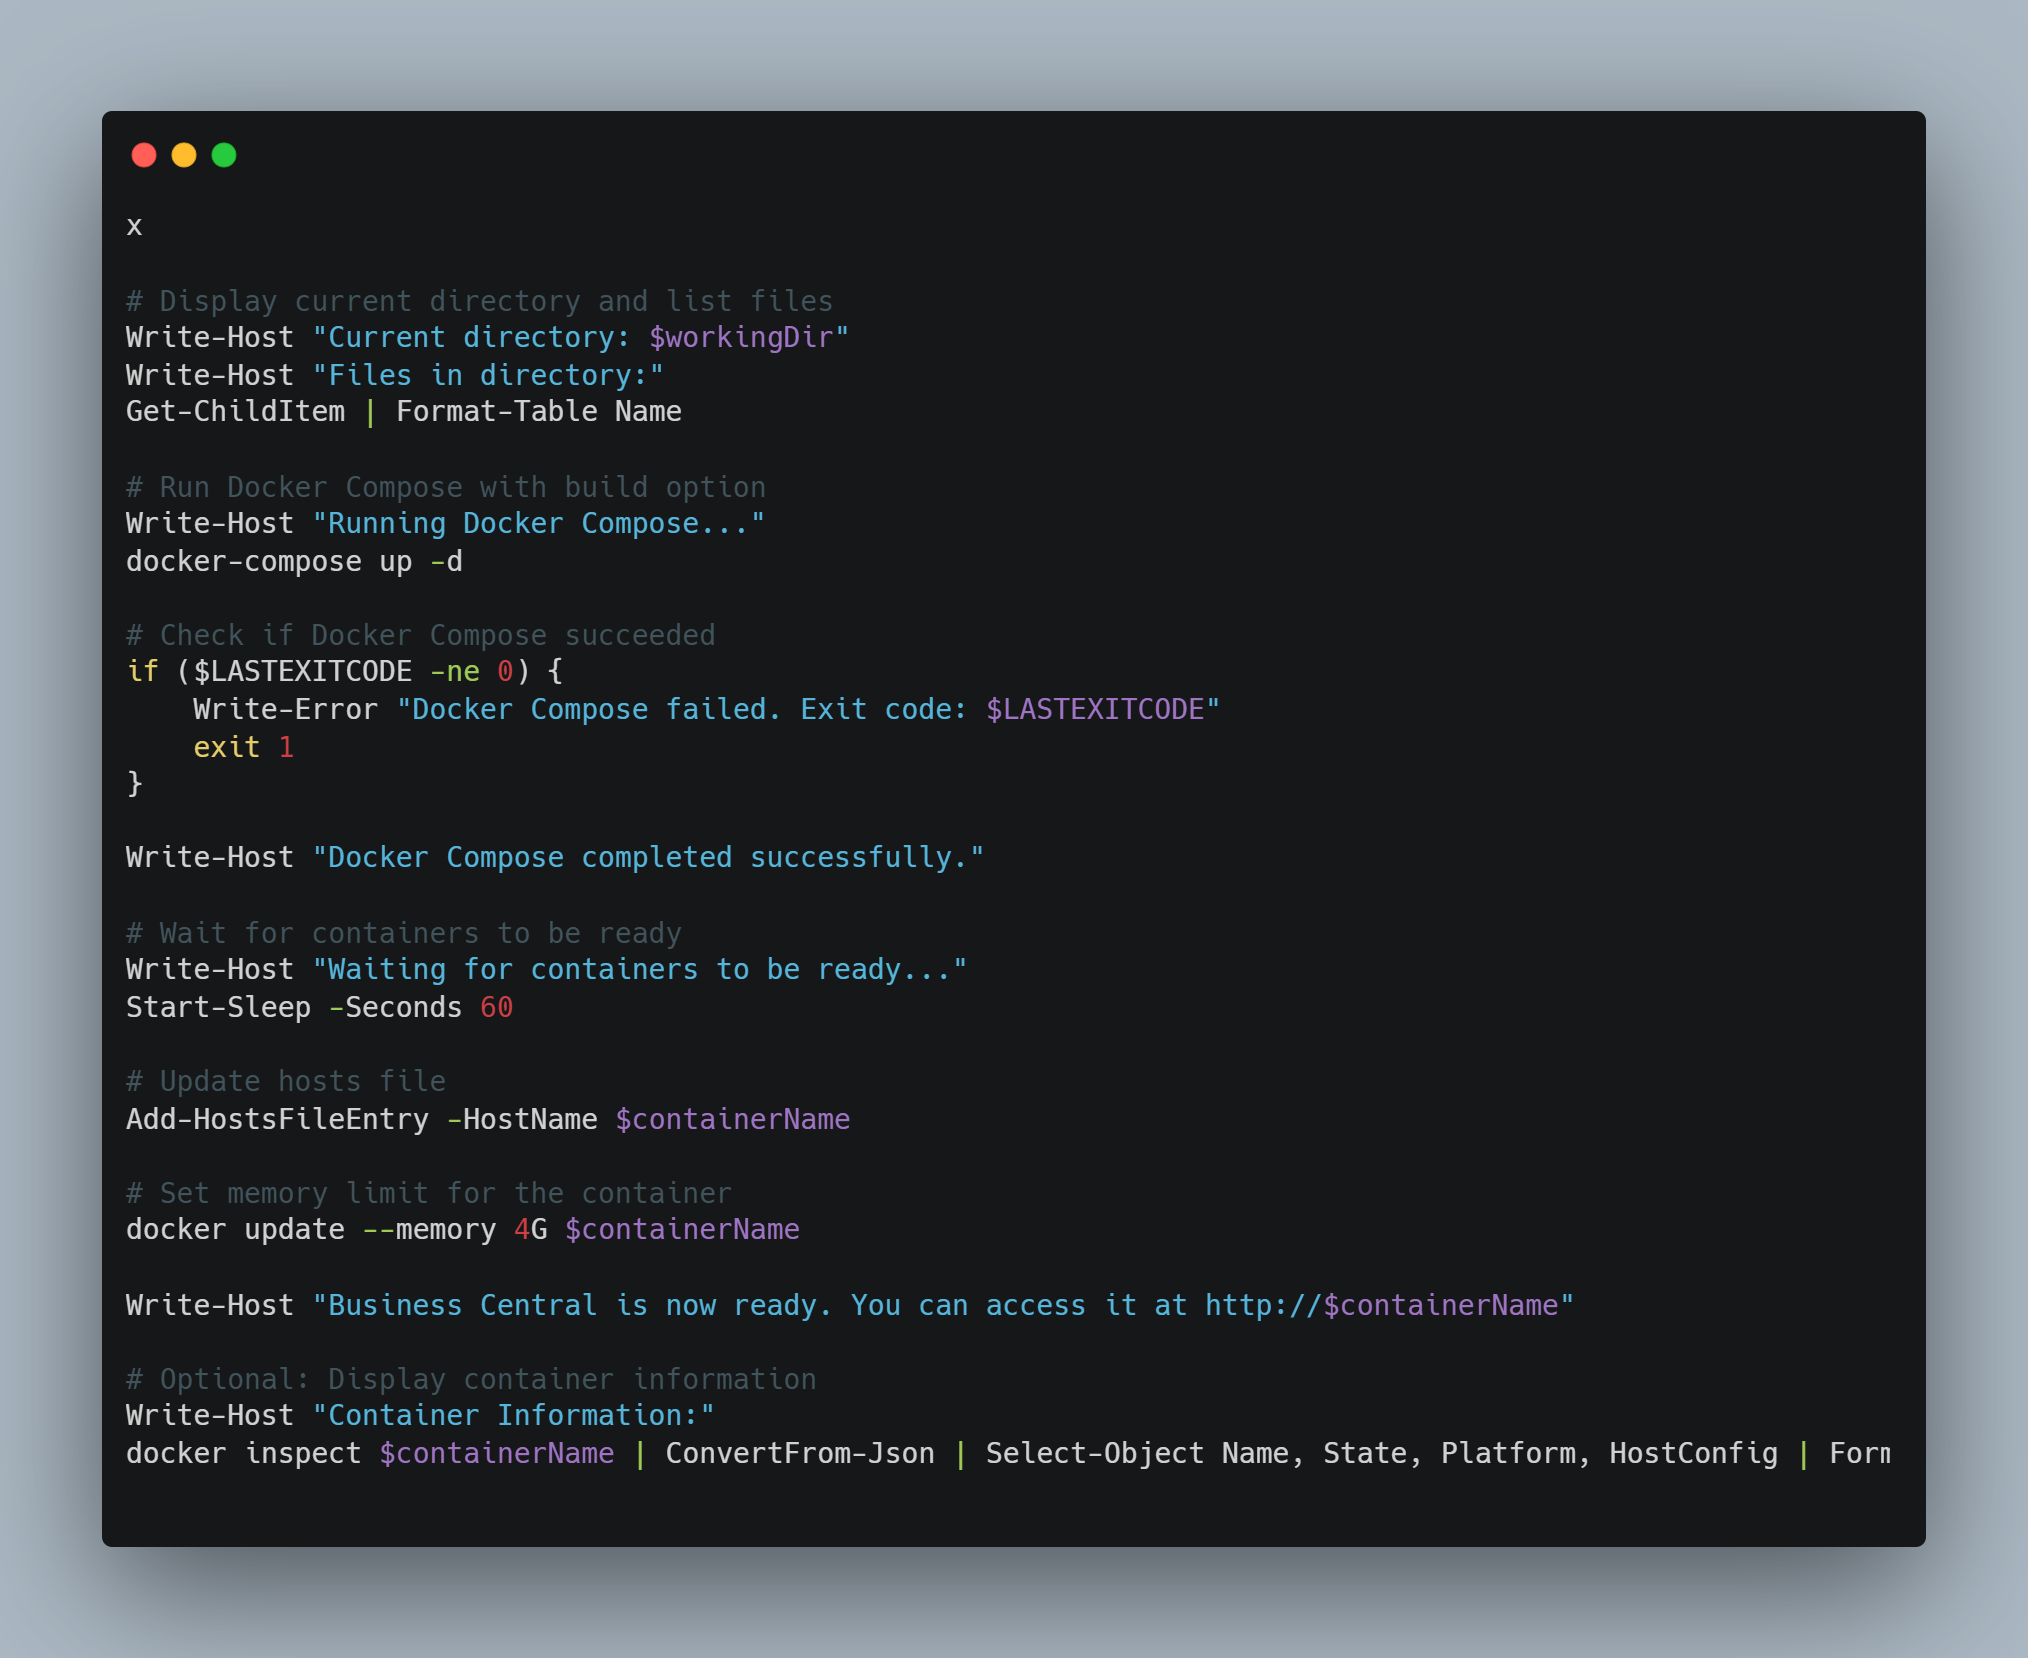 x
# Display current directory and list files
Write-Host "Current directory: $workingDir"
Write-Host "Files in directory:"
Get-ChildItem | Format-Table Name
# Run Docker Compose with build option
Write-Host "Running Docker Compose..."
docker-compose up -d
# Check if Docker Compose succeeded
if ($LASTEXITCODE -ne 0) {
    Write-Error "Docker Compose failed. Exit code: $LASTEXITCODE"
    exit 1
}
Write-Host "Docker Compose completed successfully."
# Wait for containers to be ready
Write-Host "Waiting for containers to be ready..."
Start-Sleep -Seconds 60
# Update hosts file
Add-HostsFileEntry -HostName $containerName
# Set memory limit for the container
docker update --memory 4G $containerName
Write-Host "Business Central is now ready. You can access it at http://$containerName"
# Optional: Display container information
Write-Host "Container Information:"
docker inspect $containerName | ConvertFrom-Json | Select-Object Name, State, Platform, HostConfig |